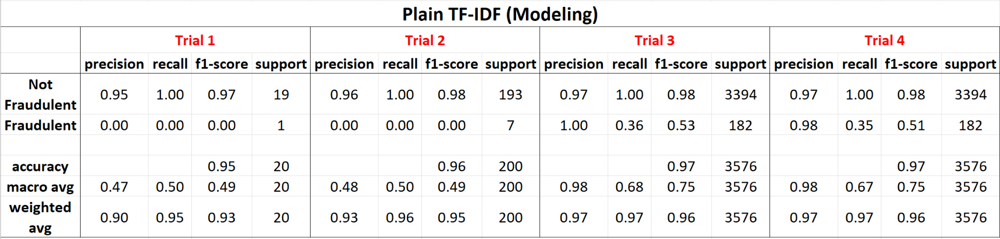 Plain TF-IDF (Modeling)
Trial 1 Trial 2 Trial 3 Trial 4
precision recall f1-score support precision recall f1-score support precision recall f1-score support precision recall f1-score support
Not
Fraudulent 0.95 1.00 0.97 19 0.96 1.00 0.98 193 0.97 1.00 0.98 3394 0.97 1.00 0.98 3394
Fraudulent 0.00 0.00 0.00 1 0.00 0.00 0.00 7 1.00 0.36 0.53 182 0.98 0.35 0.51 182
accuracy 0.95 20 0.96 200 0.97 3576 0.97 3576
macro avg 0.47 0.50 0.49 20 0.48 0.50 0.49 200 0.98 0.68 0.75 3576 0.98 0.67 0.75 3576
weighted
avg 0.90 0.95 0.93 20 0.93 0.96 0.95 200 0.97 0.97 0.96 3576 0.97 0.97 0.96 3576